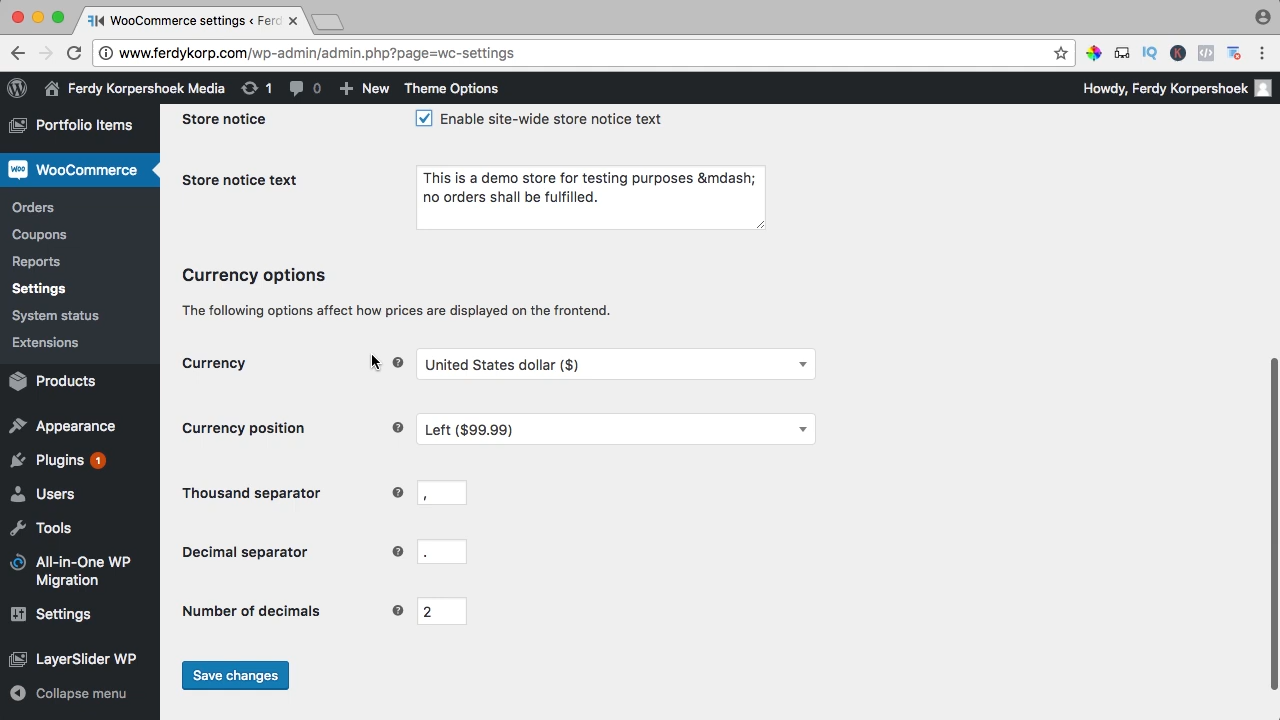 WooCommerce settings ‹ Ferd
www.ferdykorp.com/wp-admin/admin.php?page=wc-settings
Ferdy Korpershoek Media 1 0 New Theme Options Howdy, Ferdy Korpershoek
Portfolio Items
WooCommerce
Orders
Coupons
Reports
Settings
System status
Extensions
Products
Appearance
Plugins 1
Users
Tools
All-in-One WP
Migration
Settings
LayerSlider WP
Collapse menu
Store notice Enable site-wide store notice text
Store notice text This is a demo store for testing purposes &mdash;
no orders shall be fulfilled.
Currency options
The following options affect how prices are displayed on the frontend.
Currency ? United States dollar ($)
Currency position ? Left ($99.99)
Thousand separator ? ,
Decimal separator ? .
Number of decimals ? 2
Save changes